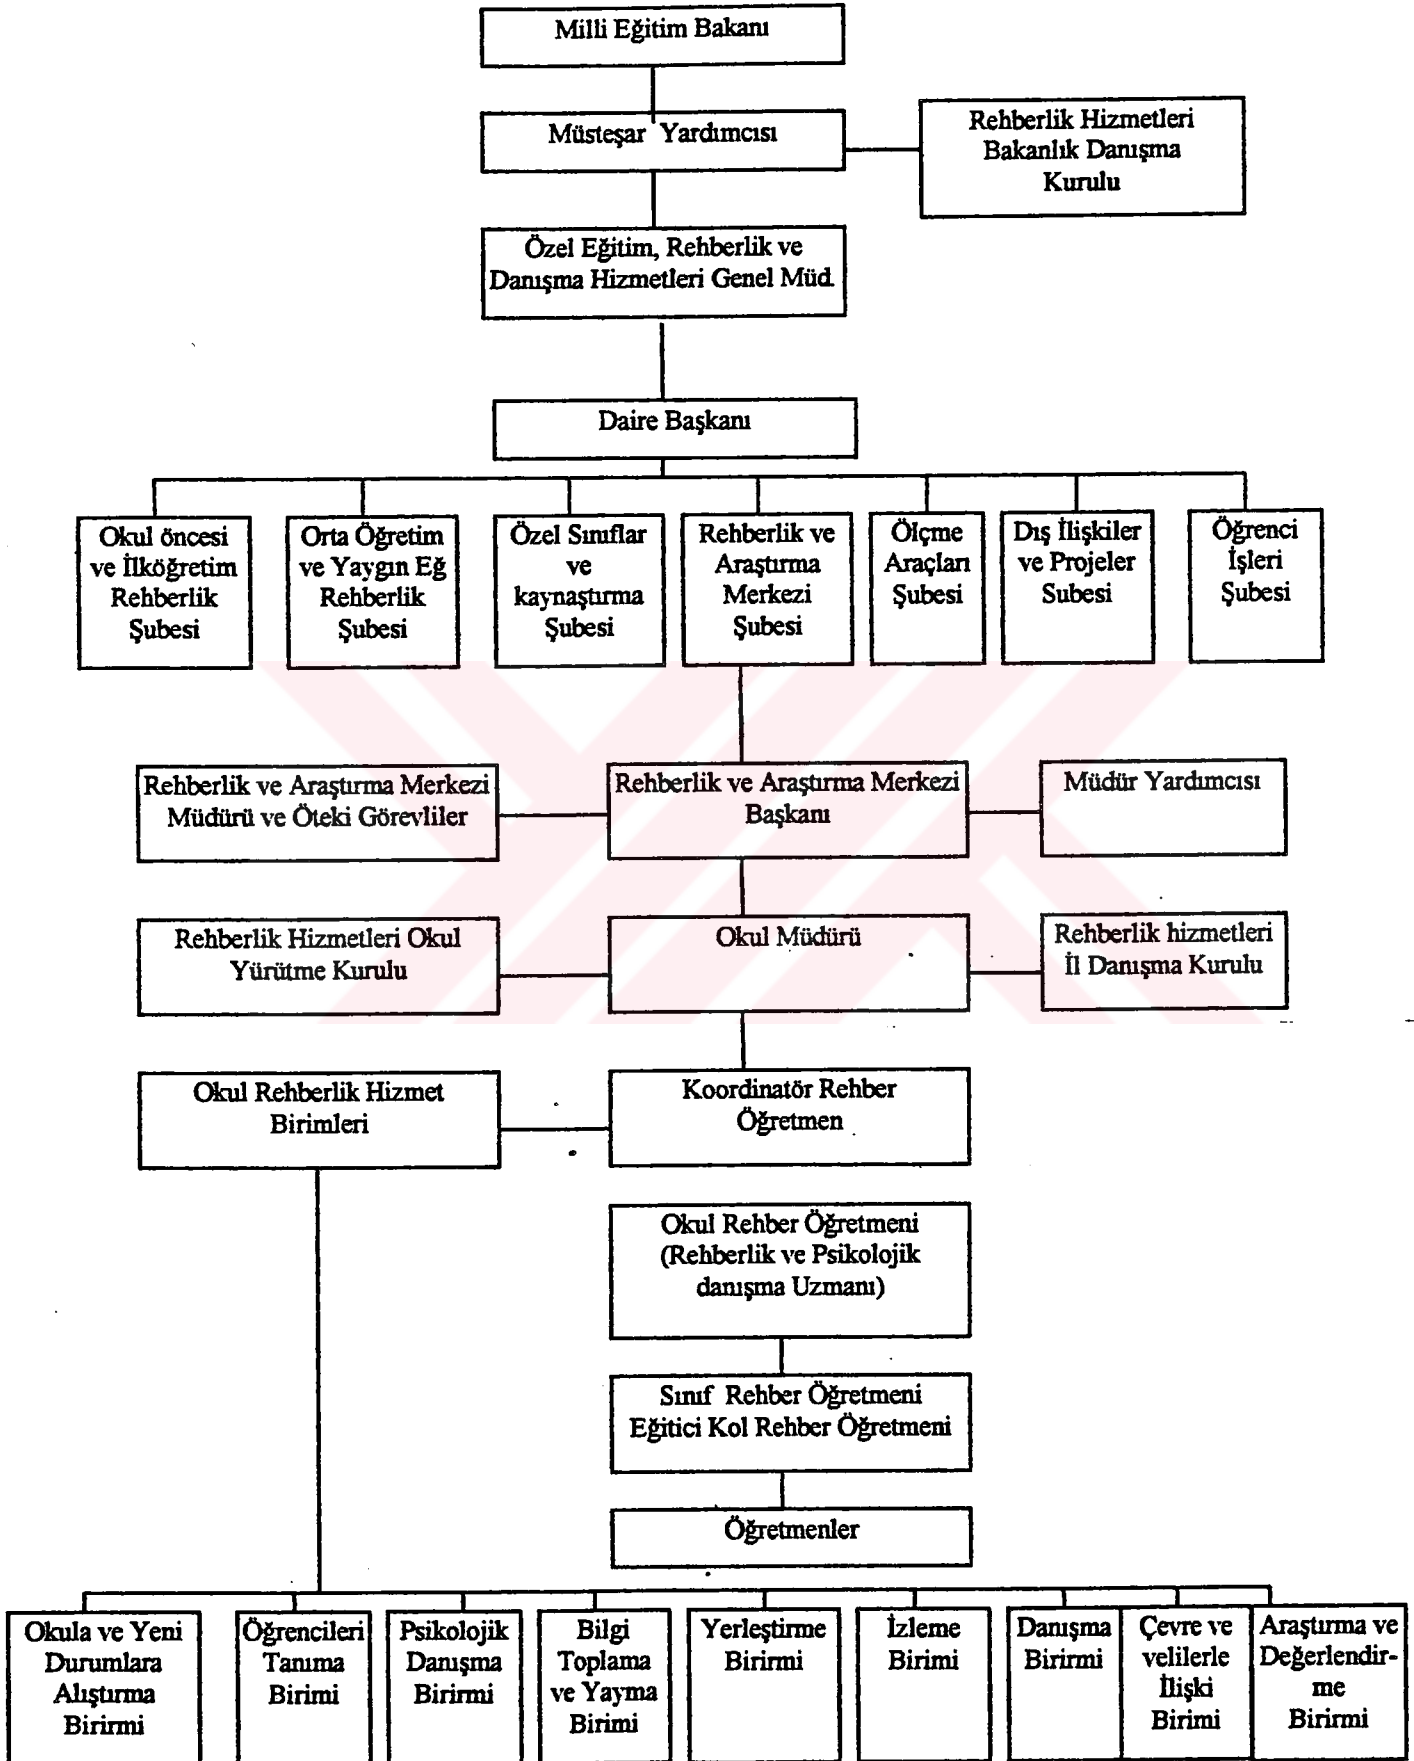 Milli Eğitim Bakanı
Müsteşar Yardımcısı
Rehberlik Hizmetleri
Bakanlık Danışma
Kurulu
Özel Eğitim, Rehberlik ve
Danışma Hizmetleri Genel Müd.
Daire Başkanı
Okul öncesi
ve İlköğretim
Rehberlik
Şubesi
Orta Öğretim
ve Yaygın Eğ
Rehberlik
Şubesi
Özel Sınıflar
ve
kaynaştırma
Şubesi
Rehberlik ve
Araştırma
Merkezi
Şubesi
Ölçme
Araçları
Şubesi
Dış İlişkiler
ve Projeler
Subesi
Öğrenci
İşleri
Şubesi
Rehberlik ve Araştırma Merkezi
Müdürü ve Öteki Görevliler
Rehberlik ve Araştırma Merkezi
Başkanı
Müdür Yardımcısı
Rehberlik Hizmetleri Okul
Yürütme Kurulu
Okul Müdürü
Rehberlik hizmetleri
İl Danışma Kurulu
Okul Rehberlik Hizmet
Birimleri
Koordinatör Rehber
Öğretmen
Okul Rehber Öğretmeni
(Rehberlik ve Psikolojik
danışma Uzmanı)
Sınıf Rehber Öğretmeni
Eğitici Kol Rehber Öğretmeni
Öğretmenler
Okula ve Yeni
Durumlara
Alıştırma
Birirmi
Öğrencileri
Tanıma
Birimi
Psikolojik
Danışma
Birirmi
Bilgi
Toplama
ve Yayma
Birimi
Yerleştirme
Birirmi
İzleme
Birimi
Danışma
Birirmi
Çevre ve
velilerle
İlişki
Birimi
Araştırma ve
Değerlendir-
me
Birirmi